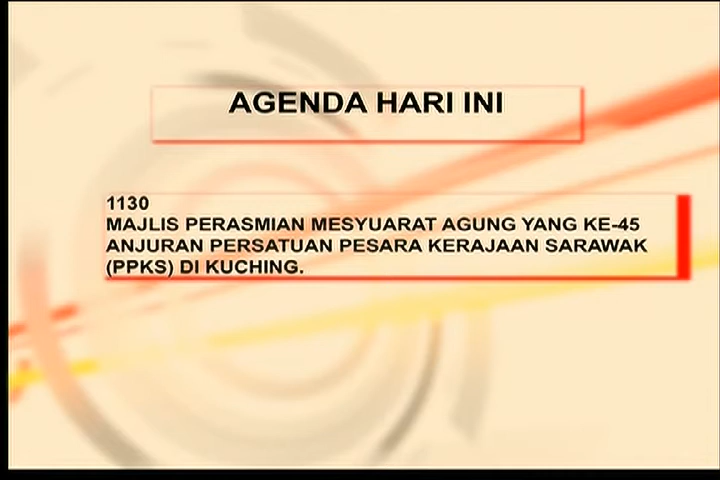 AGENDA HARI INI
1130
MAJLIS PERASMIAN MESYUARAT AGUNG YANG KE-45
ANJURAN PERSATUAN PESARA KERAJAAN SARAWAK
(PPKS) DI KUCHING.